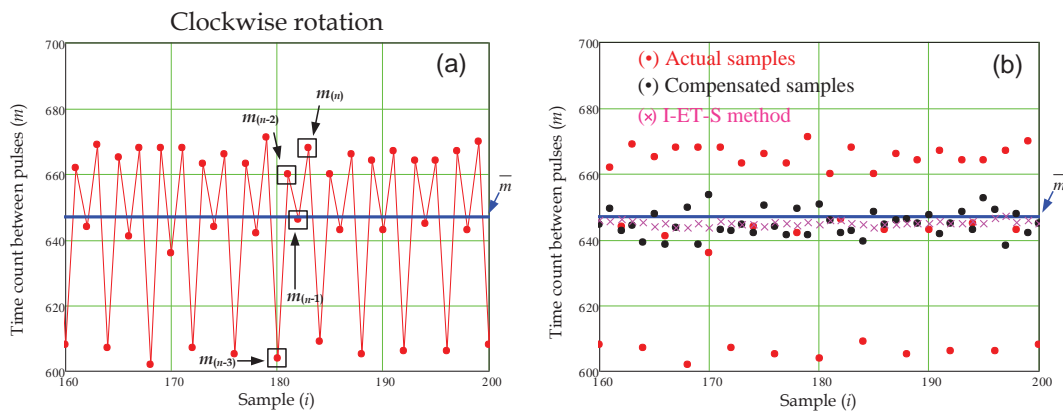 Clockwise rotation
700
680
660
640
620
600
160
170
180
190
200
Time count between pulses (m)
Sample (i)
(a)
m(n)
m(n-2)
m(n-1)
m(n-3)
m̅
700
680
660
640
620
600
160
170
180
190
200
Time count between pulses (m)
Sample (i)
(b)
(•) Actual samples
(•) Compensated samples
(×) I-ET-S method
m̅